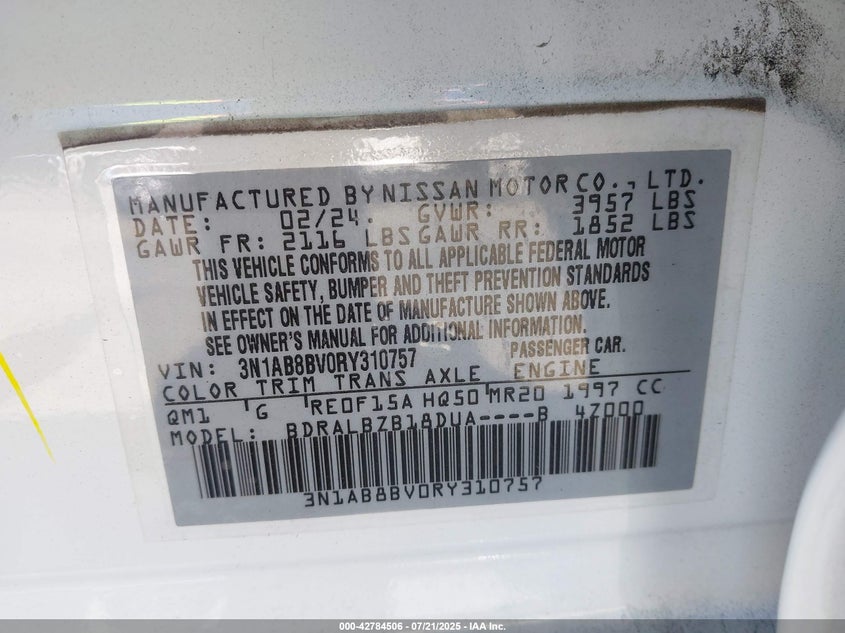 MANUFACTURED BY NISSAN MOTOR CO., LTD.
DATE: 02/24. GVWR: 3957 LBS
GAWR FR: 2116 LBS GAWR RR: 1852 LBS
THIS VEHICLE CONFORMS TO ALL APPLICABLE FEDERAL MOTOR
VEHICLE SAFETY, BUMPER AND THEFT PREVENTION STANDARDS
IN EFFECT ON THE DATE OF MANUFACTURE SHOWN ABOVE.
SEE OWNER'S MANUAL FOR ADDITIONAL INFORMATION.
VIN: 3N1AB8BV0RY310757 PASSENGER CAR.
COLOR TRIM TRANS AXLE ENGINE
QM1 G RE0F15A HQ50 MR20 1997 CC
MODEL: BDRALBZB18DUA----B 4Z000
3N1AB8BV0RY310757
000-42784506 - 07/21/2025 - IAA Inc.